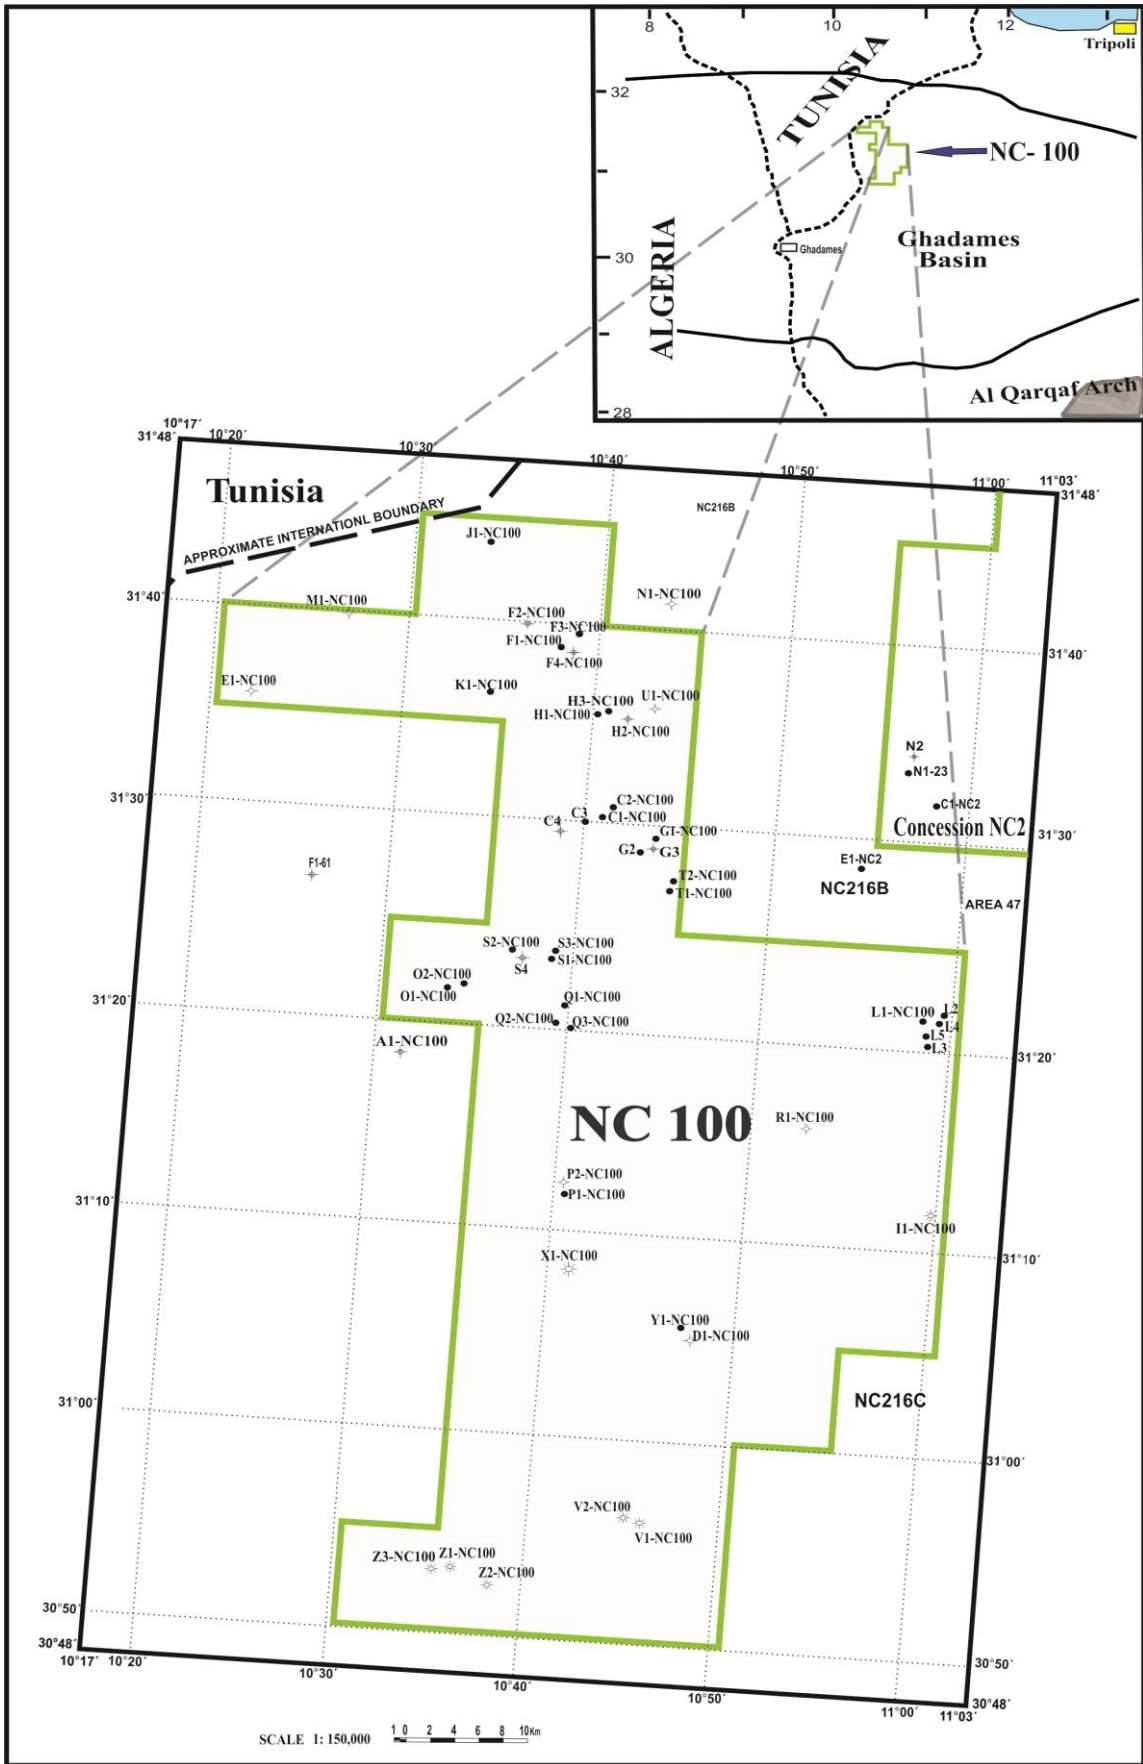 8
10
12
Tripoli
TUNISIA
32
NC- 100
Ghadames
Basin
30
Ghadames
ALGERIA
Al Qarqaf Arch
28
10°17´
31°48´
10°20´
10°30´
10°40´
10°50´
11°00´
11°03´
31°48´
Tunisia
APPROXIMATE INTERNATIONL BOUNDARY
NC216B
J1-NC100
31°40´
M1-NC100
N1-NC100
F2-NC100
F3-NC100
F1-NC100
F4-NC100
31°40´
E1-NC100
K1-NC100
U1-NC100
H3-NC100
H1-NC100
H2-NC100
N2
N1-23
31°30´
C2-NC100
C3
C1-NC100
C4
C1-NC2
Concession NC2
31°30´
G1-NC100
G2
G3
E1-NC2
NC216B
F1-61
T2-NC100
T1-NC100
AREA 47
S2-NC100
S3-NC100
S1-NC100
S4
O2-NC100
O1-NC100
31°20´
Q1-NC100
Q2-NC100
Q3-NC100
L1-NC100
L2
L4
L5
L3
A1-NC100
31°20´
NC 100
R1-NC100
P2-NC100
P1-NC100
31°10´
I1-NC100
X1-NC100
31°10´
Y1-NC100
D1-NC100
NC216C
31°00´
31°00´
V2-NC100
V1-NC100
Z3-NC100
Z1-NC100
Z2-NC100
30°50´
30°48´
10°17´
10°20´
10°30´
10°40´
10°50´
11°00´
30°50´
30°48´
11°03´
SCALE 1: 150,000
1 0 2 4 6 8 10Km